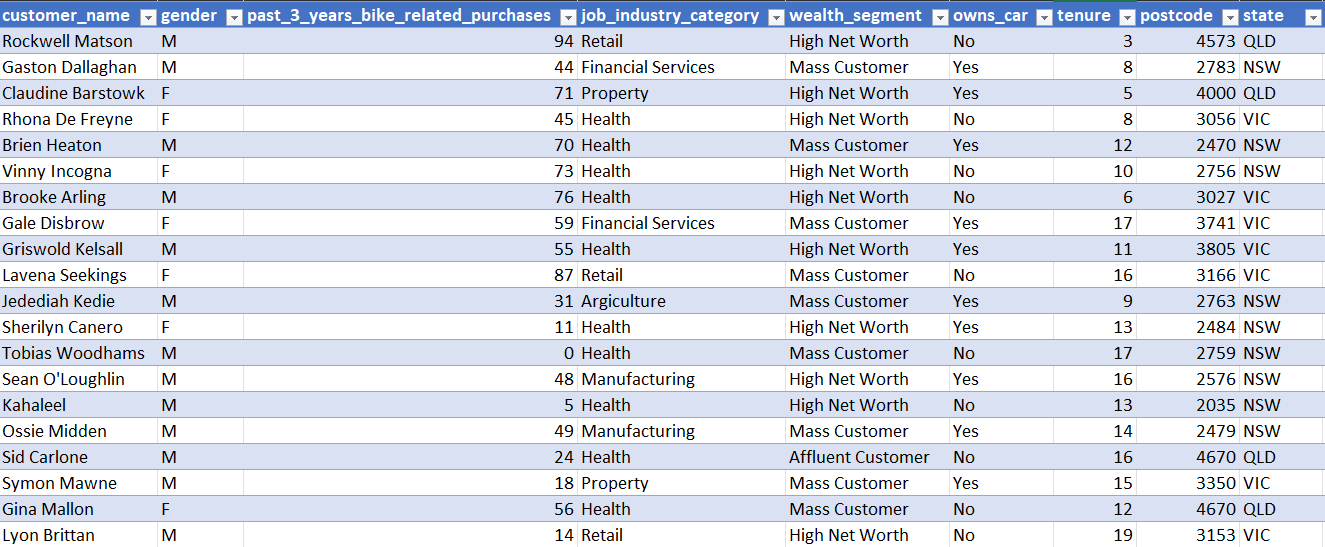 customer_name gender past_3_years_bike_related_purchases job_industry_category wealth_segment owns_car tenure postcode state
Rockwell Matson M 94 Retail High Net Worth No 3 4573 QLD
Gaston Dallaghan M 44 Financial Services Mass Customer Yes 8 2783 NSW
Claudine Barstowk F 71 Property High Net Worth Yes 5 4000 QLD
Rhona De Freyne F 45 Health High Net Worth No 8 3056 VIC
Brien Heaton M 70 Health Mass Customer Yes 12 2470 NSW
Vinny Incogna F 73 Health High Net Worth No 10 2756 NSW
Brooke Arling M 76 Health High Net Worth No 6 3027 VIC
Gale Disbrow F 59 Financial Services Mass Customer Yes 17 3741 VIC
Griswold Kelsall M 55 Health High Net Worth Yes 11 3805 VIC
Lavena Seekings F 87 Retail Mass Customer No 16 3166 VIC
Jedediah Kedie M 31 Argiculture Mass Customer Yes 9 2763 NSW
Sherilyn Canero F 11 Health High Net Worth Yes 13 2484 NSW
Tobias Woodhams M 0 Health Mass Customer No 17 2759 NSW
Sean O'Loughlin M 48 Manufacturing High Net Worth Yes 16 2576 NSW
Kahaleel M 5 Health High Net Worth No 13 2035 NSW
Ossie Midden M 49 Manufacturing Mass Customer Yes 14 2479 NSW
Sid Carlone M 24 Health Affluent Customer No 16 4670 QLD
Symon Mawne M 18 Property Mass Customer Yes 15 3350 VIC
Gina Mallon F 56 Health Mass Customer No 12 4670 QLD
Lyon Brittan M 14 Retail High Net Worth No 19 3153 VIC